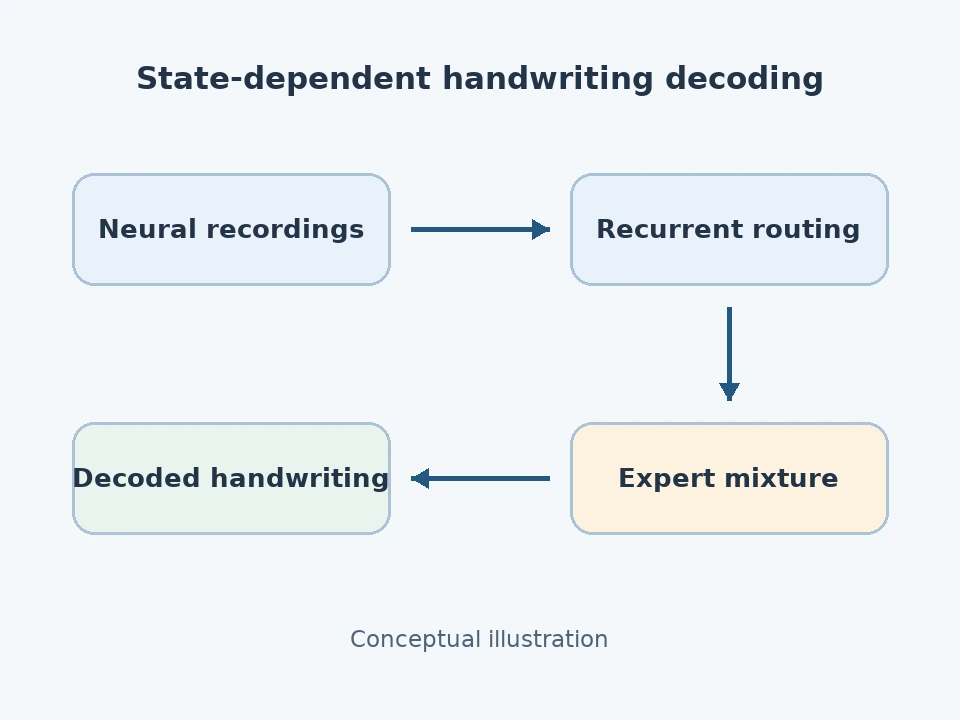 State-dependent handwriting decoding
Neural recordings
Recurrent routing
Decoded handwriting
Expert mixture
Conceptual illustration